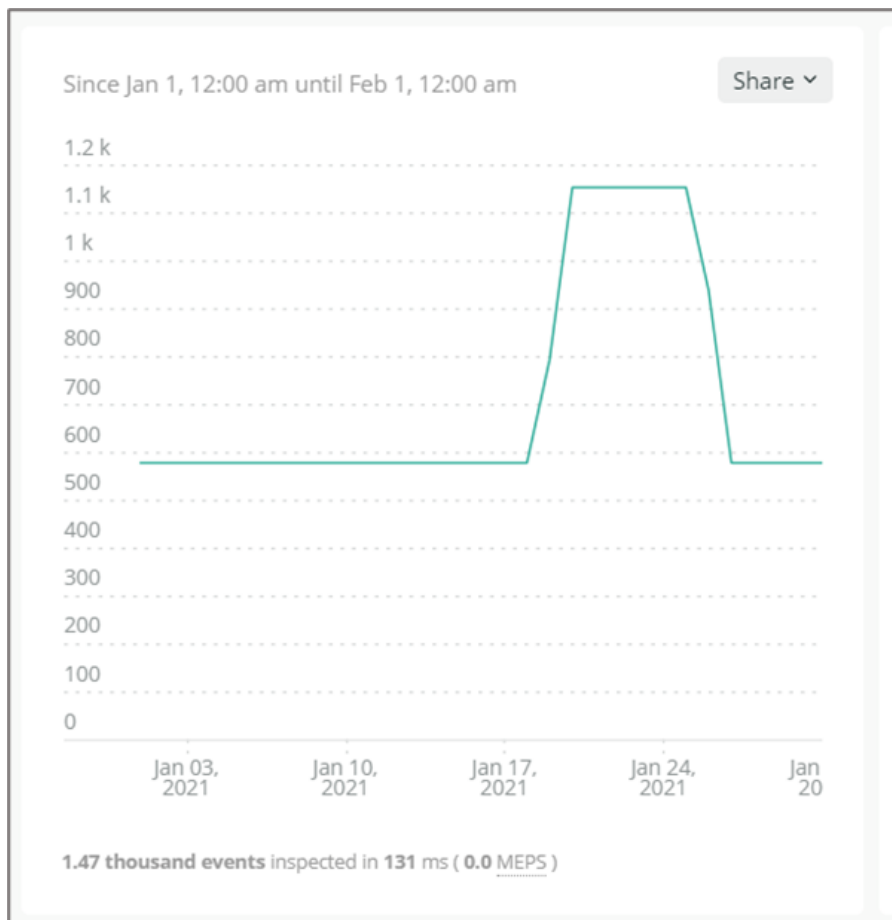 Since Jan 1, 12:00 am until Feb 1, 12:00 am
Share
1.2 k
1.1 k
1 k
900
800
700
600
500
400
300
200
100
0
Jan 03,
2021
Jan 10,
2021
Jan 17,
2021
Jan 24,
2021
Jan
20
1.47 thousand events inspected in 131 ms ( 0.0 MEPS )